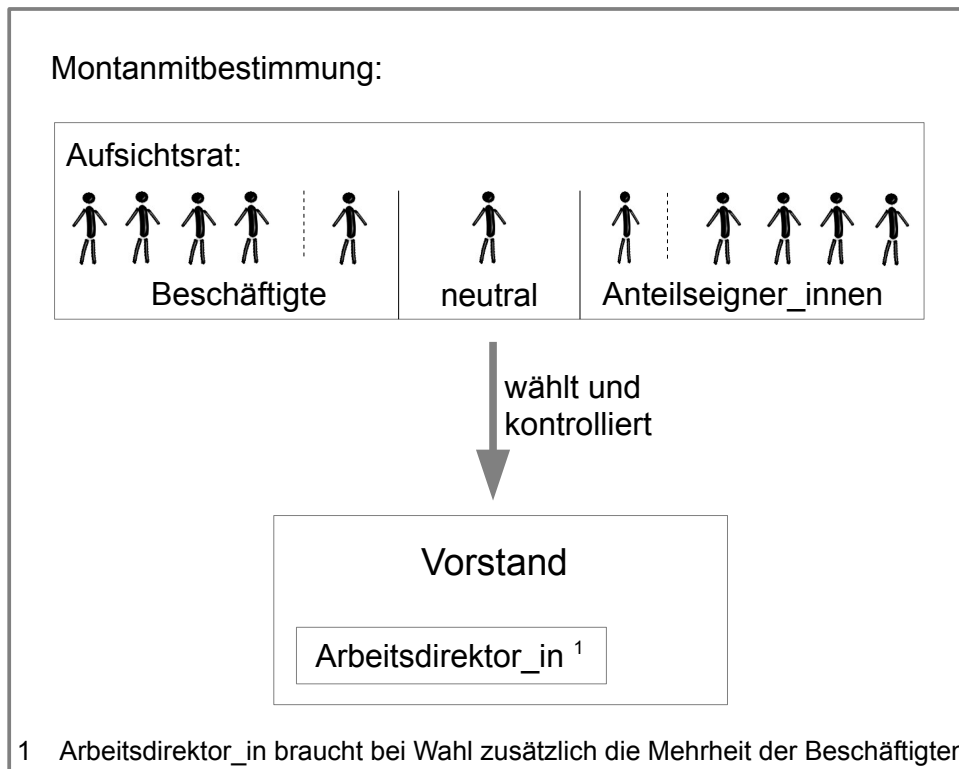 Montanmitbestimmung:
Aufsichtsrat:
Beschäftigte
neutral
Anteilseigner_innen
wählt und
kontrolliert
Vorstand
Arbeitsdirektor_in 1
1 Arbeitsdirektor_in braucht bei Wahl zusätzlich die Mehrheit der Beschäftigten